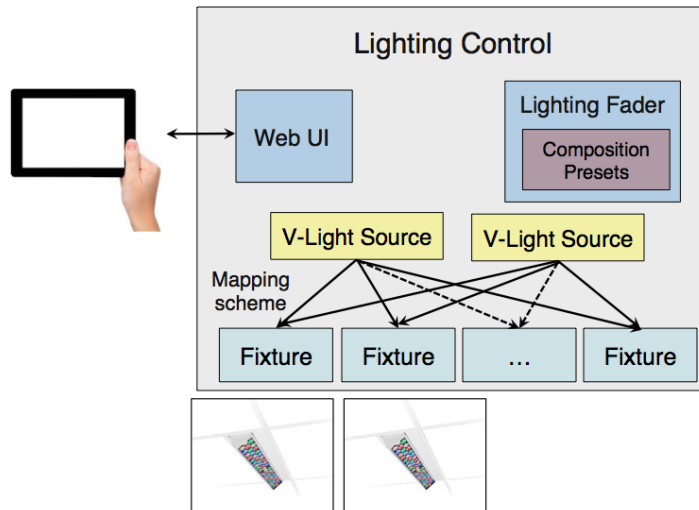 Lighting Control
Web UI
Lighting Fader
Composition
Presets
V-Light Source
V-Light Source
Mapping
scheme
Fixture
Fixture
...
Fixture